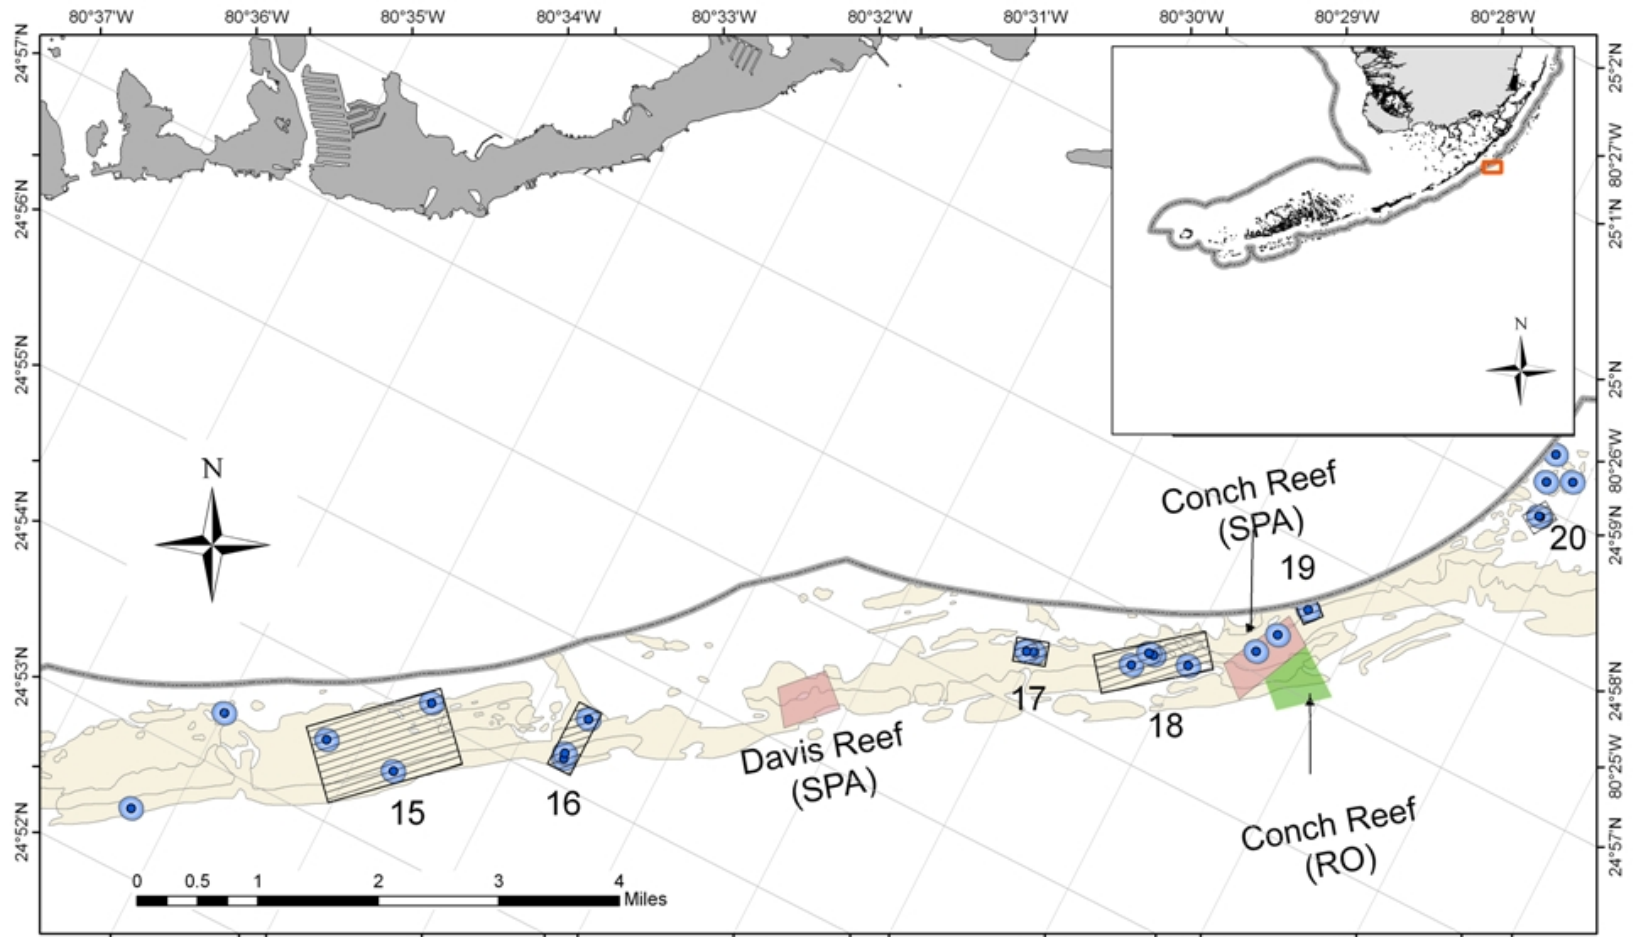 80°37'W 80°36'W 80°35'W 80°34'W 80°33'W 80°32'W 80°31'W 80°30'W 80°29'W 80°28'W
24°57'N
25°2'N
80°27'W
24°56'N
25°1'N
N
24°55'N
25°N
80°26'W
N
Conch Reef
(SPA)
24°54'N
24°59'N
20
19
24°53'N
24°58'N
17
18
Davis Reef
(SPA)
80°25'W
15
16
24°52'N
Conch Reef
(RO)
24°57'N
0 0.5 1 2 3 4
Miles